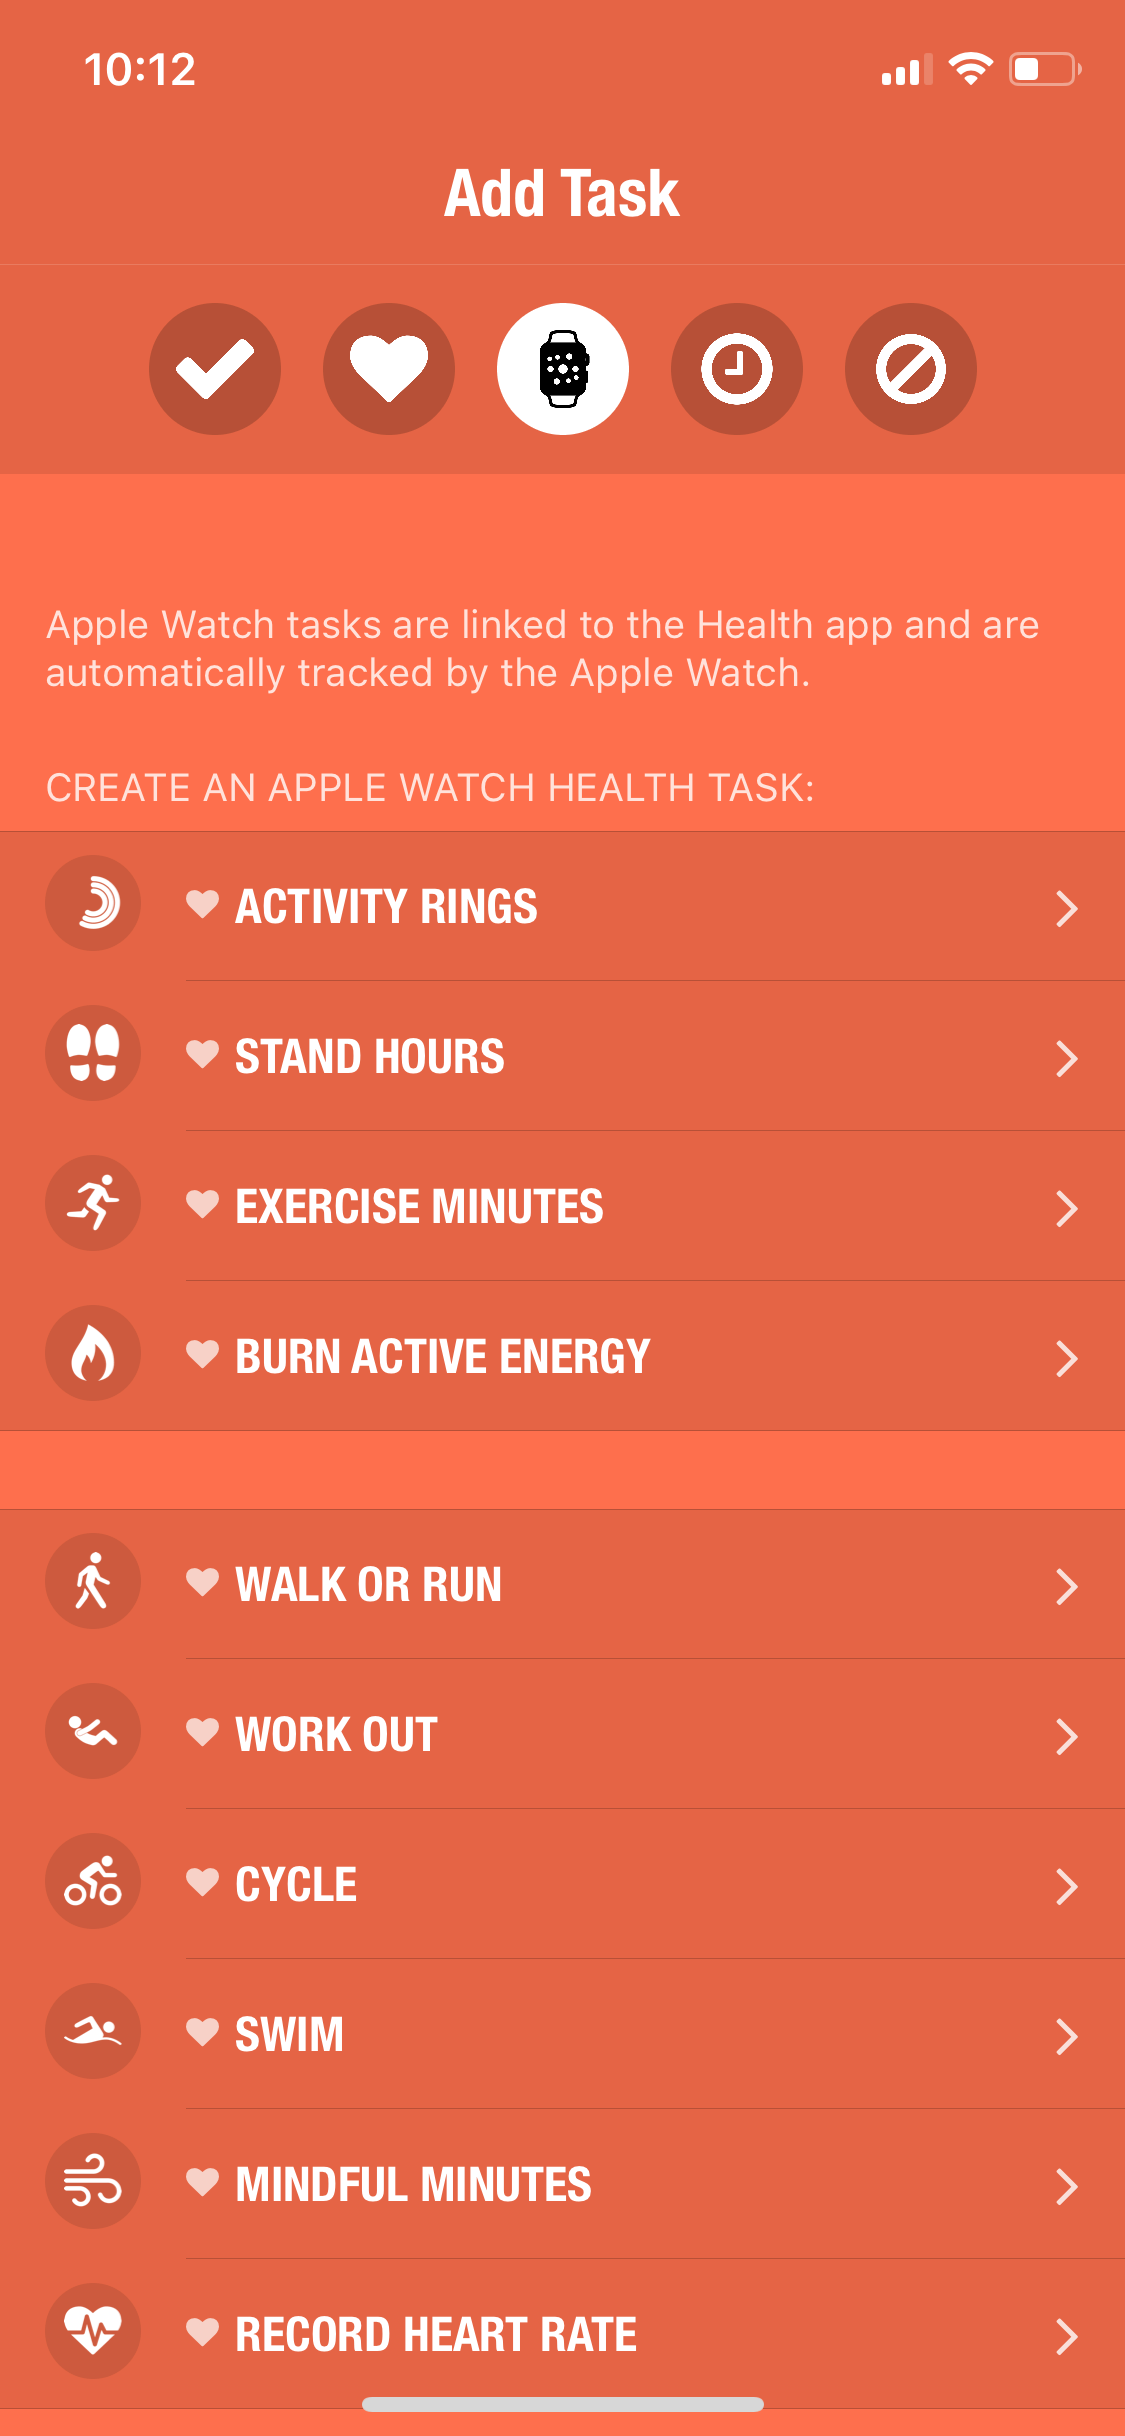 10:12
Add Task
Apple Watch tasks are linked to the Health app and are
automatically tracked by the Apple Watch.
CREATE AN APPLE WATCH HEALTH TASK:
ACTIVITY RINGS
STAND HOURS
EXERCISE MINUTES
BURN ACTIVE ENERGY
WALK OR RUN
WORK OUT
CYCLE
SWIM
MINDFUL MINUTES
RECORD HEART RATE